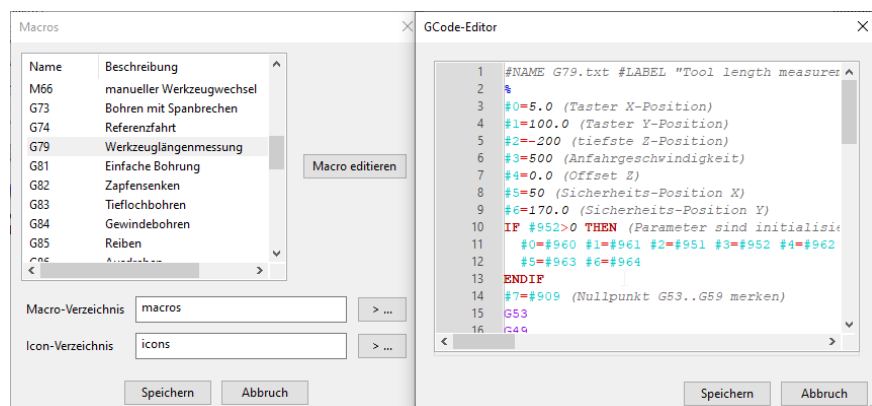 Macros
Name Beschreibung
M66 manueller Werkzeugwechsel
G73 Bohren mit Spanbrechen
G74 Referenzfahrt
G79 Werkzeuglängenmessung
G81 Einfache Bohrung
G82 Zapfensenken
G83 Tieflochbohren
G84 Gewindebohren
G85 Reiben
G86 Ausdrehen
Macro editieren
Macro-Verzeichnis macros > ...
Icon-Verzeichnis icons > ...
Speichern Abbruch
GCode-Editor
1 #NAME G79.txt #LABEL "Tool length measurem
2 %
3 #0=5.0 (Taster X-Position)
4 #1=100.0 (Taster Y-Position)
5 #2=-200 (tiefste Z-Position)
6 #3=500 (Anfahrgeschwindigkeit)
7 #4=0.0 (Offset Z)
8 #5=50 (Sicherheits-Position X)
9 #6=170.0 (Sicherheits-Position Y)
10 IF #952>0 THEN (Parameter sind initialisie
11 #0=#960 #1=#961 #2=#951 #3=#952 #4=#962
12 #5=#963 #6=#964
13 ENDIF
14 #7=#909 (Nullpunkt G53..G59 merken)
15 G53
16 G49
Speichern Abbruch